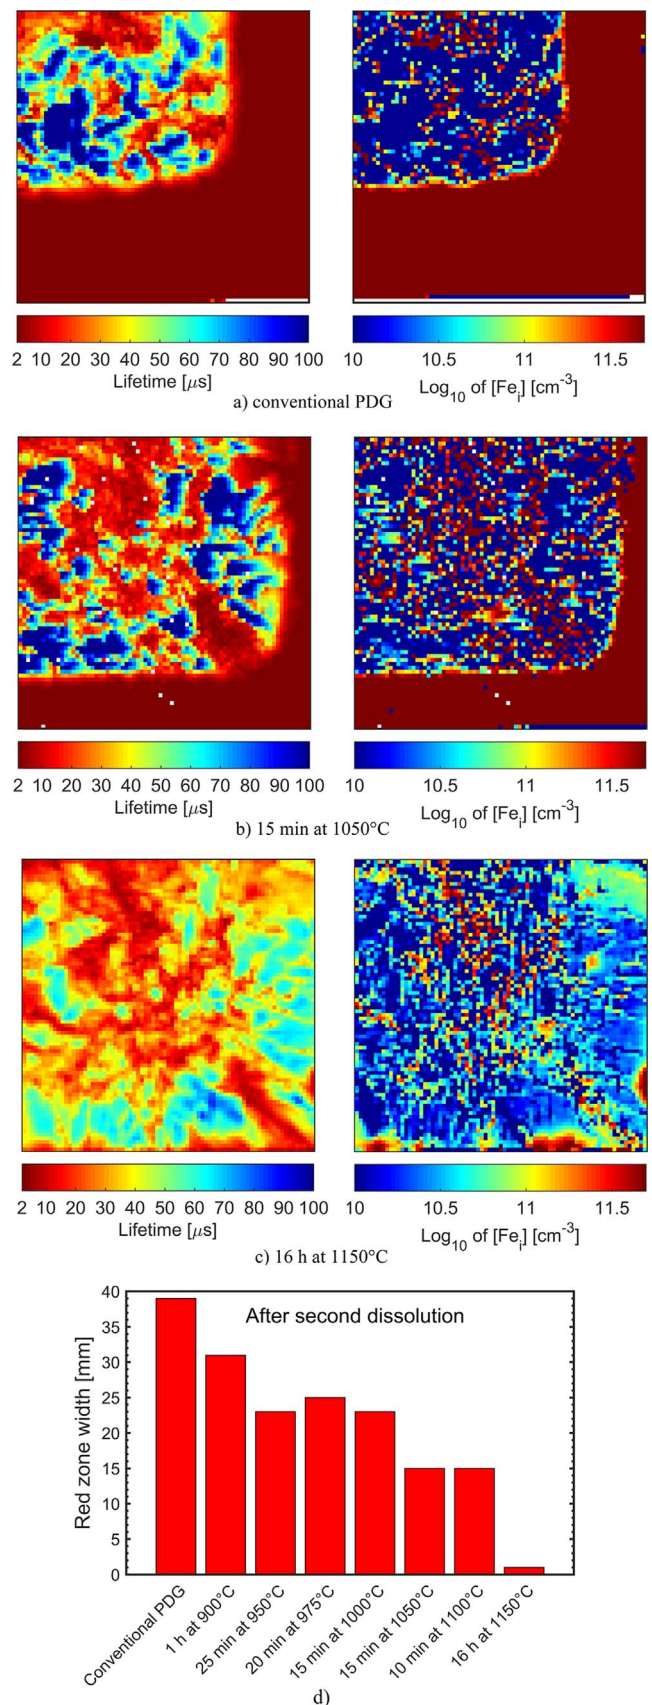 2 10 20 30 40 50 60 70 80 90 100
Lifetime [μs]
10 10.5 11 11.5
Log10 of [Fei] [cm-3]
a) conventional PDG
2 10 20 30 40 50 60 70 80 90 100
Lifetime [μs]
10 10.5 11 11.5
Log10 of [Fei] [cm-3]
b) 15 min at 1050°C
2 10 20 30 40 50 60 70 80 90 100
Lifetime [μs]
10 10.5 11 11.5
Log10 of [Fei] [cm-3]
c) 16 h at 1150°C
After second dissolution
Red zone width [mm]
40
35
30
25
20
15
10
5
0
Conventional PDG
1 h at 900°C
25 min at 950°C
20 min at 975°C
15 min at 1000°C
15 min at 1050°C
10 min at 1100°C
16 h at 1150°C
d)